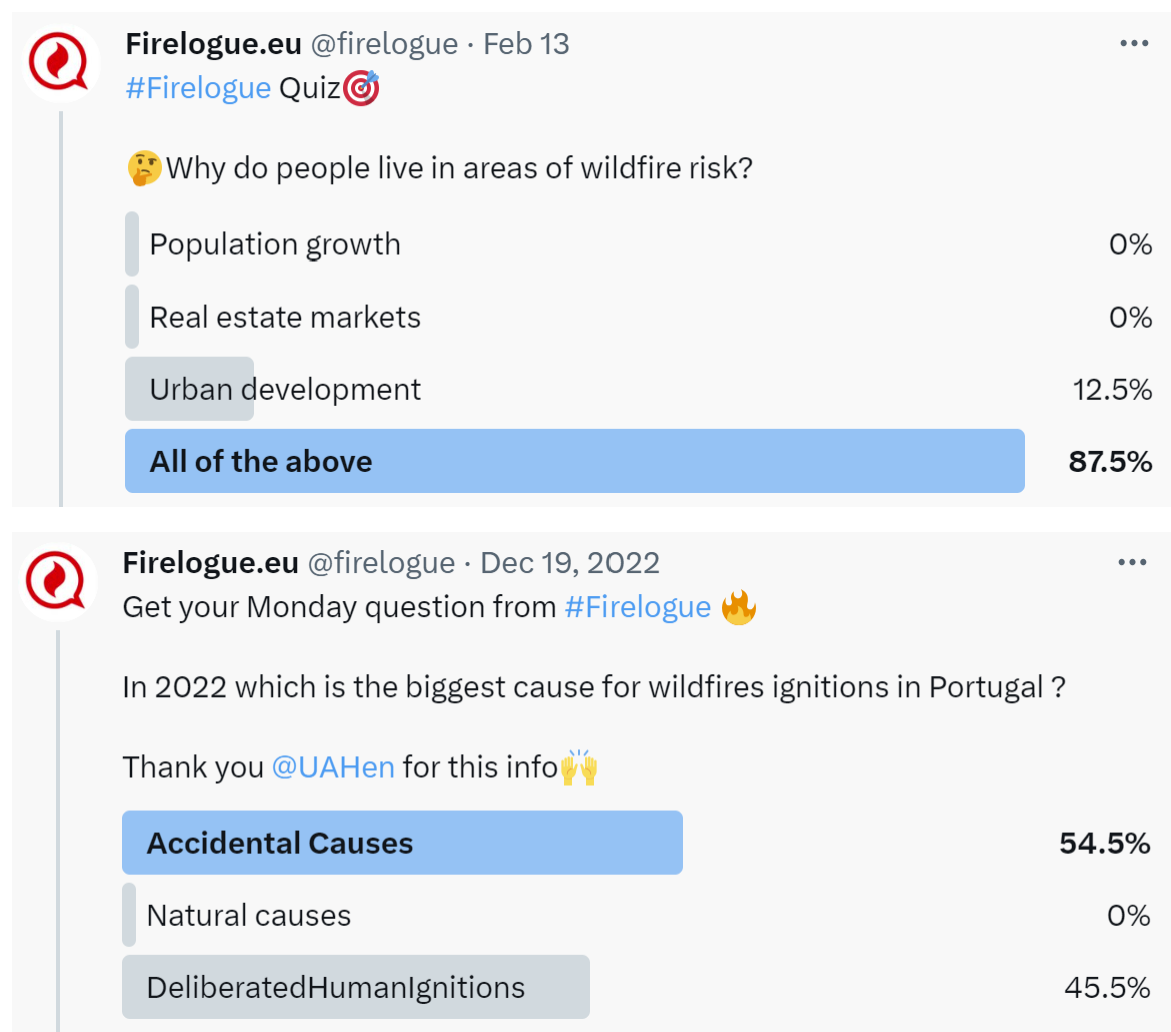 Firelogue.eu @firelogue · Feb 13
#Firelogue Quiz🎯
🤔Why do people live in areas of wildfire risk?
Population growth 0%
Real estate markets 0%
Urban development 12.5%
All of the above 87.5%
Firelogue.eu @firelogue · Dec 19, 2022
Get your Monday question from #Firelogue 🔥
In 2022 which is the biggest cause for wildfires ignitions in Portugal ?
Thank you @UAHen for this info🙌
Accidental Causes 54.5%
Natural causes 0%
DeliberatedHumanIgnitions 45.5%